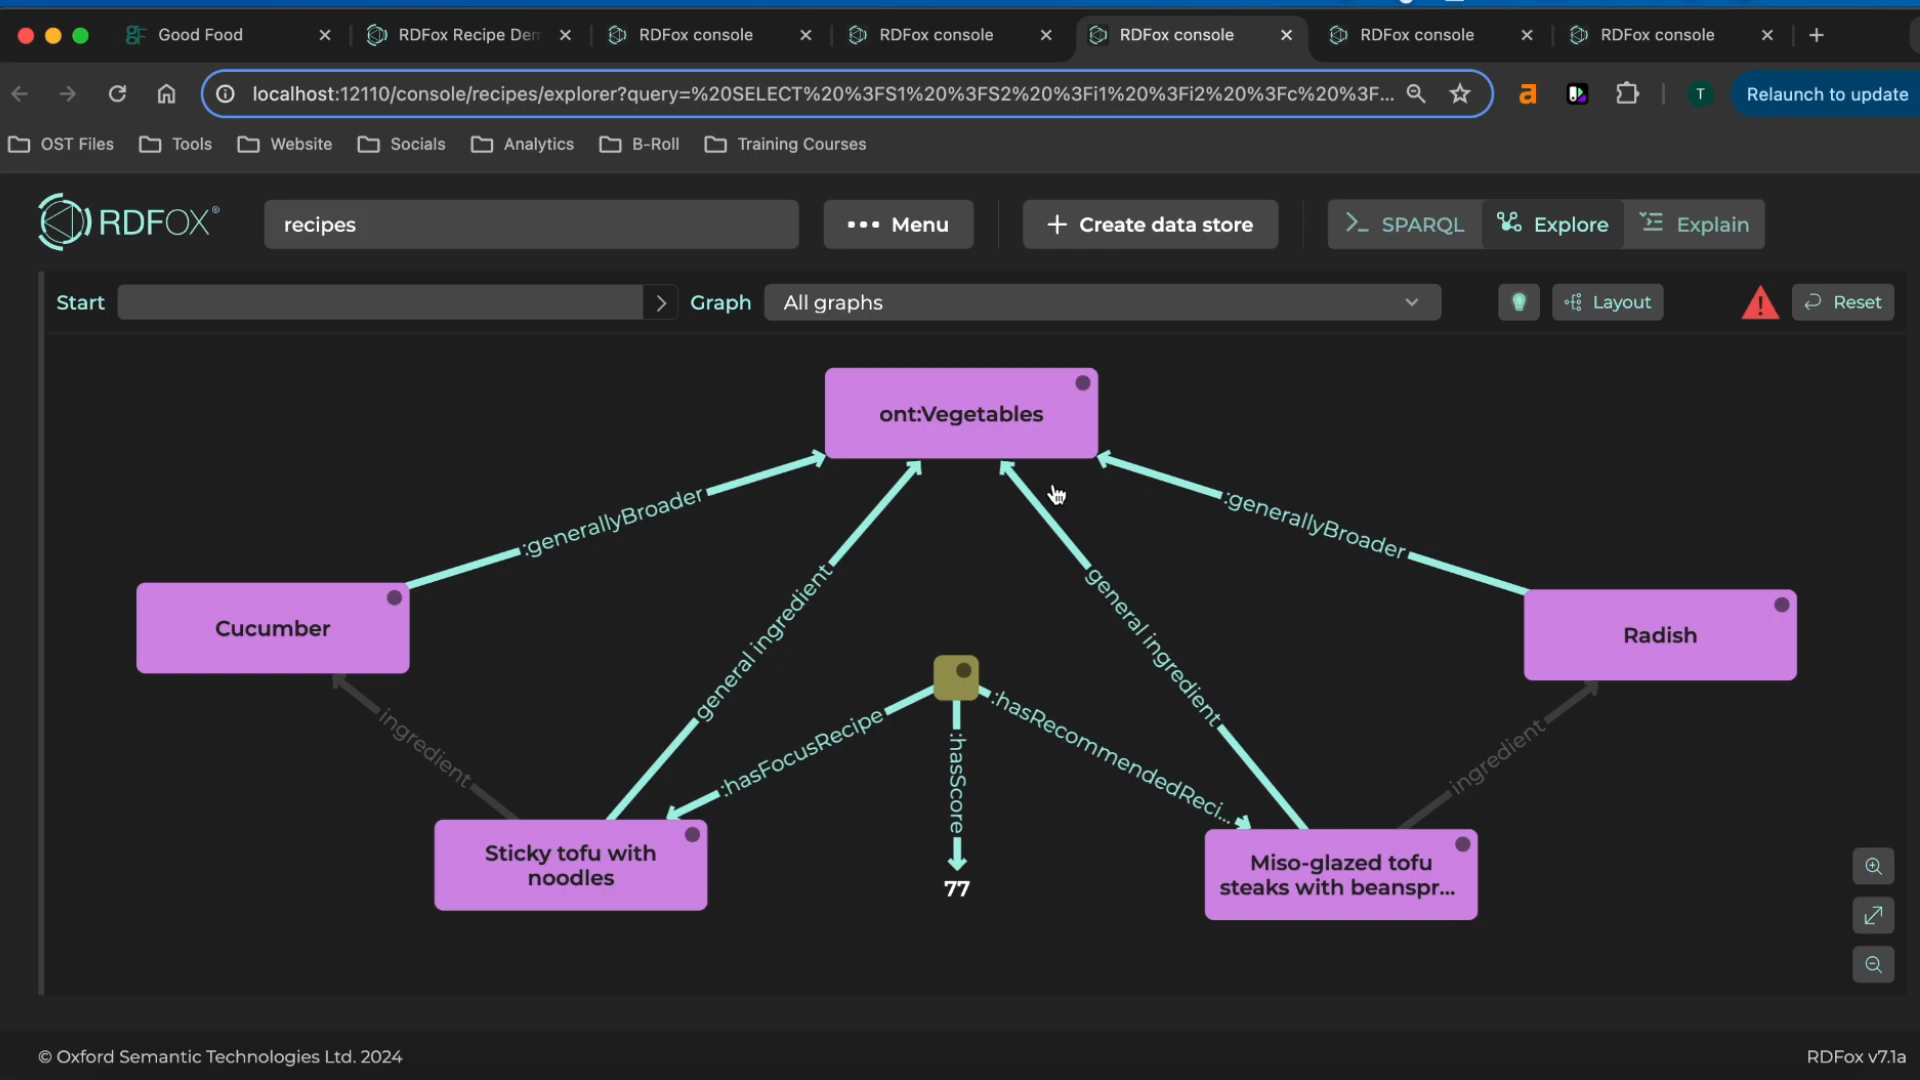 Good Food
RDFox Recipe Dem
RDFox console
RDFox console
RDFox console
RDFox console
RDFox console
localhost:12110/console/recipes/explorer?query=%20SELECT%20%3FS1%20%3FS2%20%3Fi1%20%3Fi2%20%3Fc%20%3F...
T
Relaunch to update
OST Files
Tools
Website
Socials
Analytics
B-Roll
Training Courses
RDFOX®
recipes
Menu
Create data store
SPARQL
Explore
Explain
Start
Graph
All graphs
Layout
Reset
ont:Vegetables
:generallyBroader
:generallyBroader
Cucumber
general ingredient
general ingredient
Radish
ingredient
:hasFocusRecipe
:hasScore
:hasRecommendedReci...
ingredient
Sticky tofu with
noodles
77
Miso-glazed tofu
steaks with beanspr...
© Oxford Semantic Technologies Ltd. 2024
RDFox v7.1a